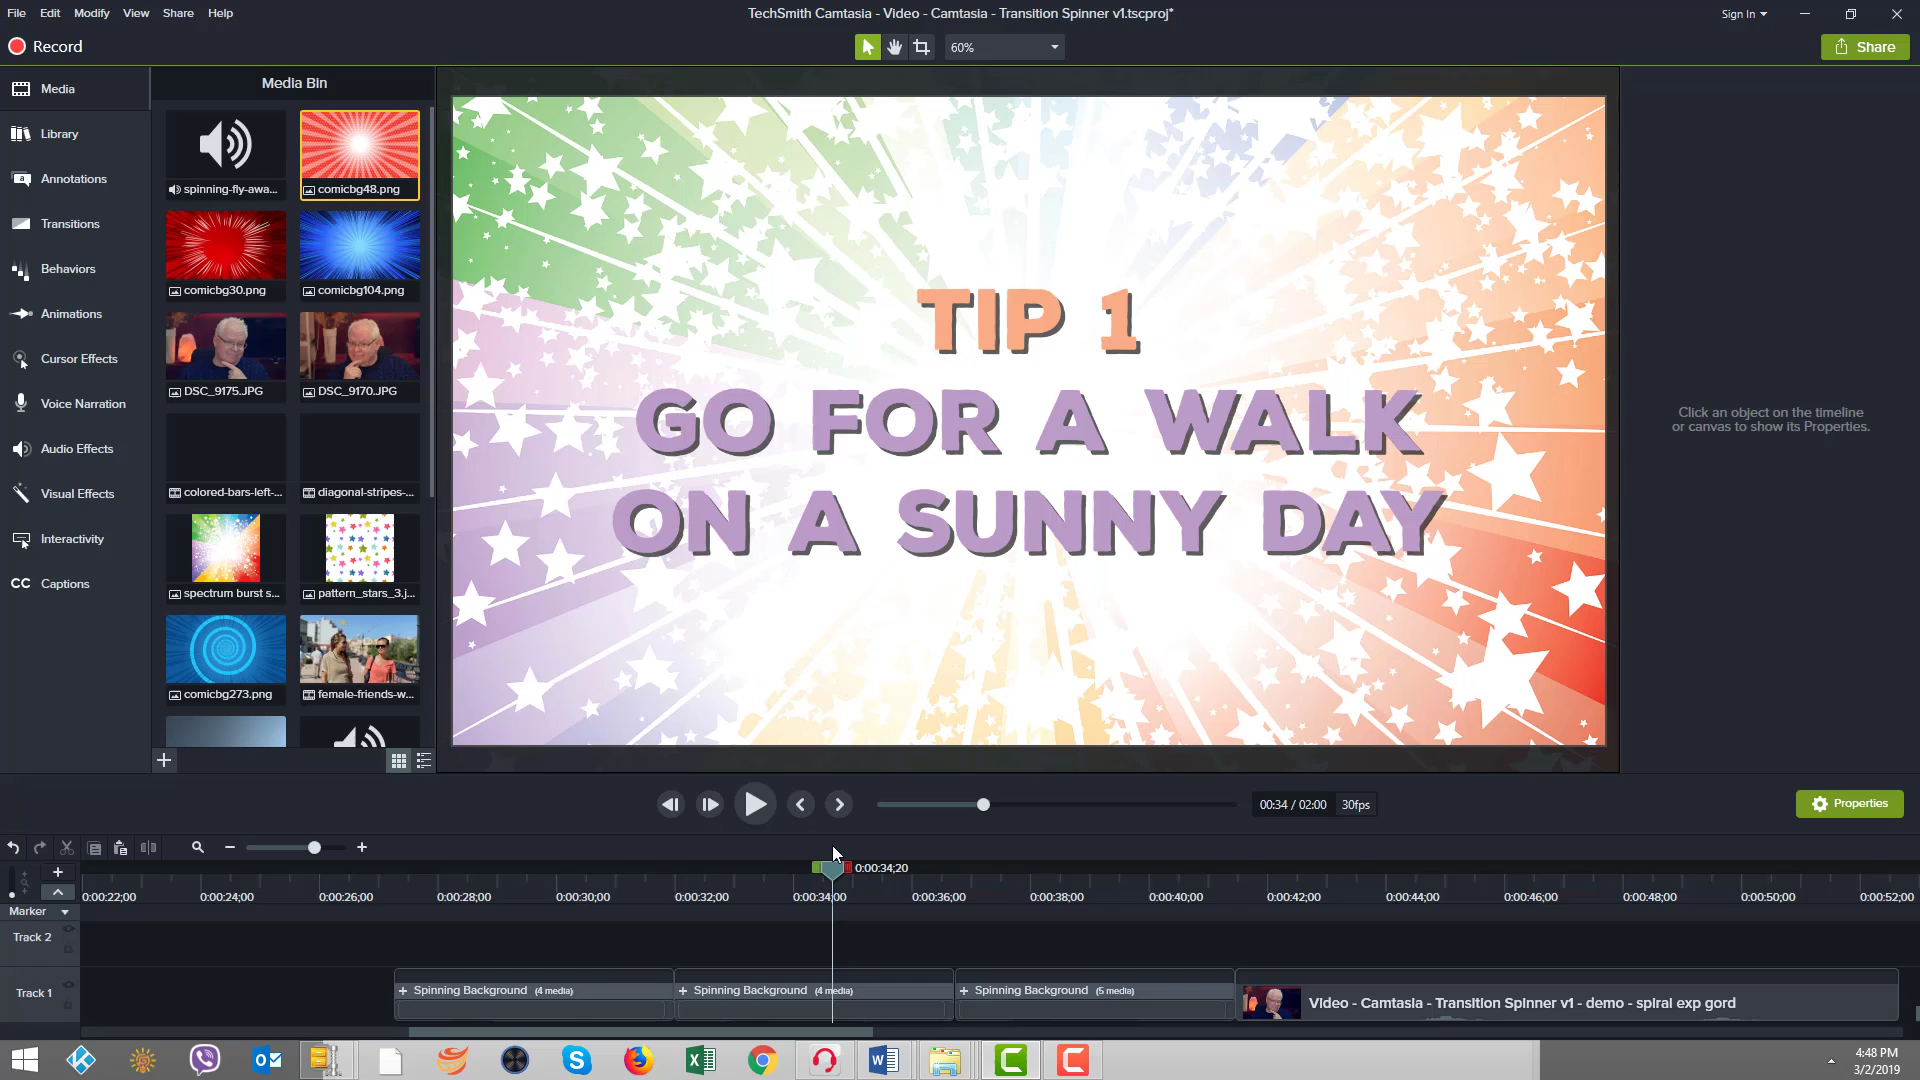 File Edit Modify View Share Help
TechSmith Camtasia - Video - Camtasia - Transition Spinner v1.tscproj*
Sign In
Record
60%
Share
Media
Library
Annotations
Transitions
Behaviors
Animations
Cursor Effects
Voice Narration
Audio Effects
Visual Effects
Interactivity
CC Captions
Media Bin
spinning-fly-awa...
comicbg48.png
comicbg30.png
comicbg104.png
DSC_9175.JPG
DSC_9170.JPG
colored-bars-left-...
diagonal-stripes-...
spectrum burst s...
pattern_stars_3.j...
comicbg273.png
female-friends-w...
TIP 1
GO FOR A WALK
ON A SUNNY DAY
Click an object on the timeline
or canvas to show its Properties.
00:34 / 02:00 30fps
Properties
0:00:34;20
0:00:22;00 0:00:24;00 0:00:26;00 0:00:28;00 0:00:30;00 0:00:32;00 0:00:34;00 0:00:36;00 0:00:38;00 0:00:40;00 0:00:42;00 0:00:44;00 0:00:46;00 0:00:48;00 0:00:50;00 0:00:52;00
Marker
Track 2
Track 1
+ Spinning Background (4 media)
+ Spinning Background (4 media)
+ Spinning Background (5 media)
Video - Camtasia - Transition Spinner v1 - demo - spiral exp gord
4:48 PM
3/2/2019